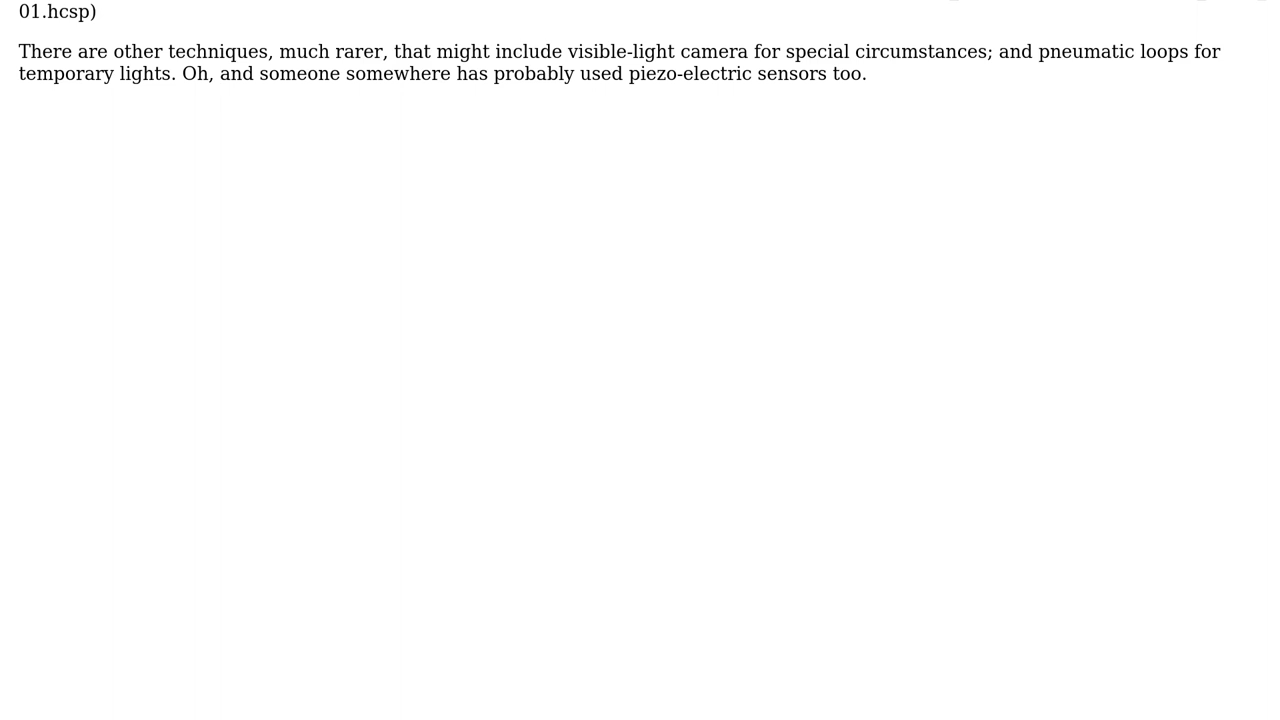 01.hcsp)
There are other techniques, much rarer, that might include visible-light camera for special circumstances; and pneumatic loops for
temporary lights. Oh, and someone somewhere has probably used piezo-electric sensors too.